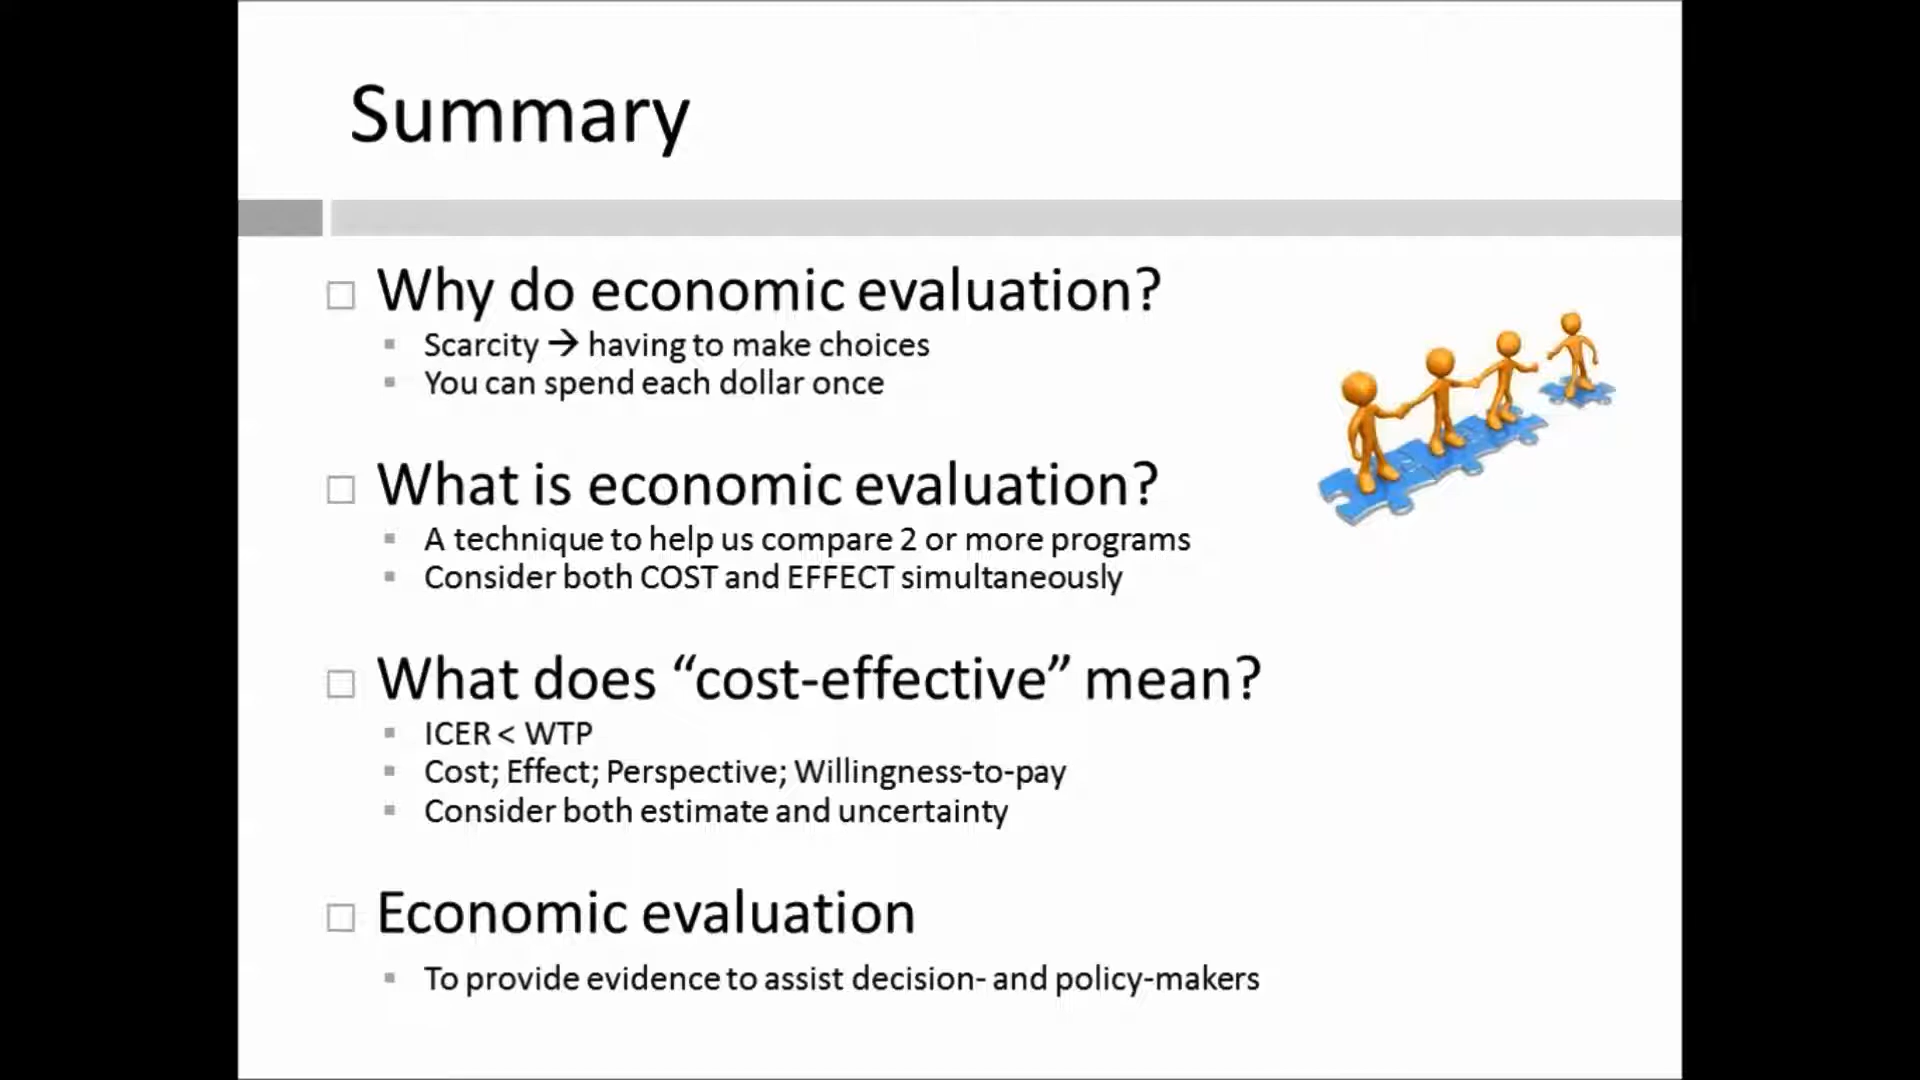 Summary
Why do economic evaluation?
Scarcity → having to make choices
You can spend each dollar once
What is economic evaluation?
A technique to help us compare 2 or more programs
Consider both COST and EFFECT simultaneously
What does “cost-effective” mean?
ICER < WTP
Cost; Effect; Perspective; Willingness-to-pay
Consider both estimate and uncertainty
Economic evaluation
To provide evidence to assist decision- and policy-makers